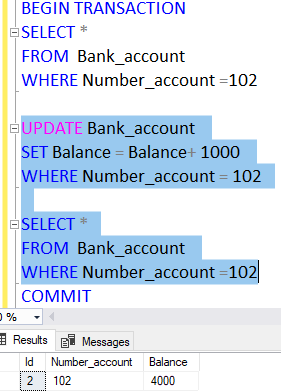 BEGIN TRANSACTION
SELECT *
FROM Bank_account
WHERE Number_account =102
UPDATE Bank_account
SET Balance = Balance+ 1000
WHERE Number_account = 102
SELECT *
FROM Bank_account
WHERE Number_account =102
COMMIT
0 %
Results Messages
Id Number_account Balance
2 102 4000